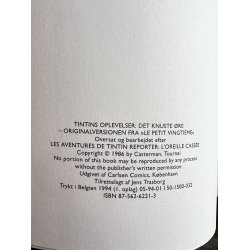 TINTINS OPLEVELSER: DET KNUSTE ØRE
– ORIGINALVERSIONEN FRA »LE PETIT VINGTIÈME«
Oversat og bearbejdet efter
LES AVENTURES DE TINTIN REPORTER: L'OREILLE CASSÉE
Copyright © 1986 by Casterman, Tournai
No portion of this book may be reproduced by any process
without the publisher's written permission
Udgivet af Carlsen Comics, København
Tilrettelagt af Jens Trasborg
Trykt i Belgien 1994 (1. oplag) 05-94-01 150-1500-032
ISBN 87-562-6221-3